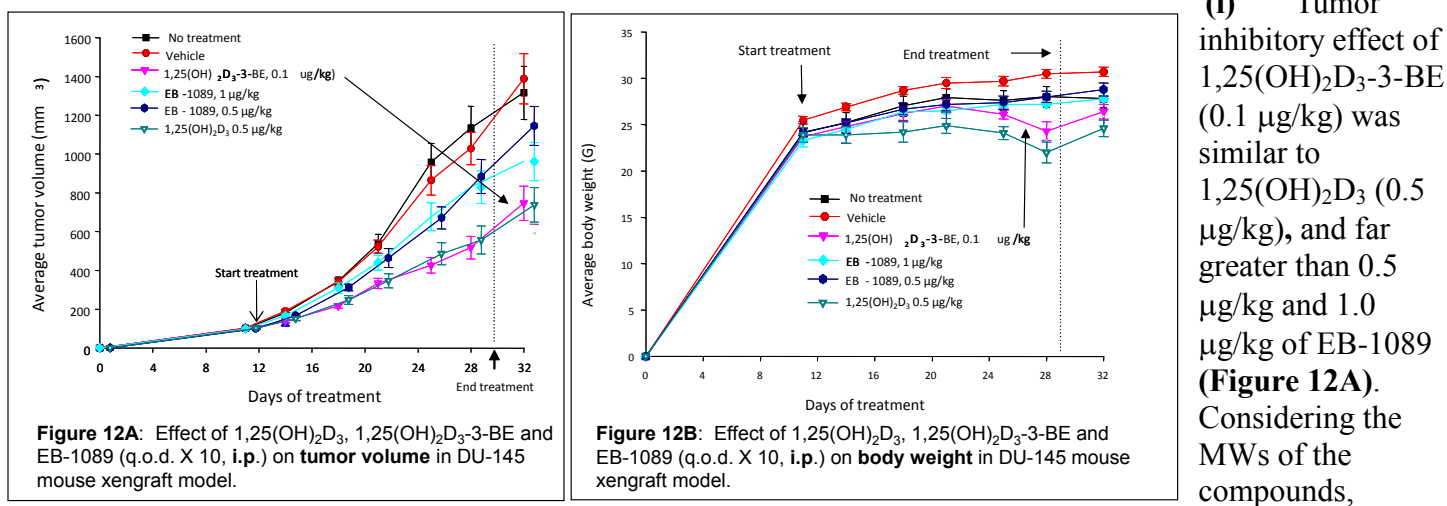 1600
1400
1200
1000
800
600
400
200
0
Average tumor volume (mm 3)
No treatment
Vehicle
1,25(OH) 2D3-3-BE, 0.1 ug/kg)
EB -1089, 1 µg/kg
EB - 1089, 0.5 µg/kg
1,25(OH)2D3 0.5 µg/kg
Start treatment
0 4 8 12 16 20 24 28 32
End treatment
Days of treatment
Figure 12A: Effect of 1,25(OH)2D3, 1,25(OH)2D3-3-BE and
EB-1089 (q.o.d. X 10, i.p.) on tumor volume in DU-145
mouse xengraft model.
35
30
25
20
15
10
5
0
Average body weight (G)
Start treatment
End treatment
No treatment
Vehicle
1,25(OH) 2D3-3-BE, 0.1 ug /kg
EB -1089, 1 µg/kg
EB - 1089, 0.5 µg/kg
1,25(OH)2D3 0.5 µg/kg
0 4 8 12 16 20 24 28 32
Days of treatment
Figure 12B: Effect of 1,25(OH)2D3, 1,25(OH)2D3-3-BE and
EB-1089 (q.o.d. X 10, i.p.) on body weight in DU-145 mouse
xengraft model.
(i) Tumor
inhibitory effect of
1,25(OH)2D3-3-BE
(0.1 µg/kg) was
similar to
1,25(OH)2D3 (0.5
µg/kg), and far
greater than 0.5
µg/kg and 1.0
µg/kg of EB-1089
(Figure 12A).
Considering the
MWs of the
compounds,